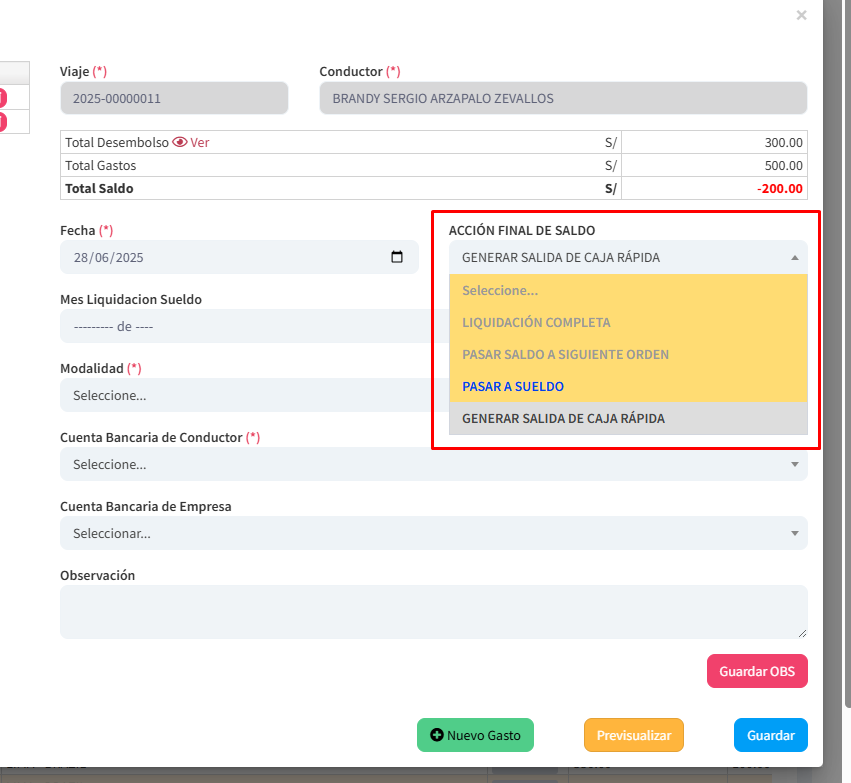 ×
Viaje (*)
Conductor (*)
2025-00000011
BRANDY SERGIO ARZAPALO ZEVALLOS
Total Desembolso Ver S/ 300.00
Total Gastos S/ 500.00
Total Saldo S/ -200.00
Fecha (*)
28/06/2025
ACCIÓN FINAL DE SALDO
GENERAR SALIDA DE CAJA RÁPIDA
Seleccione...
LIQUIDACIÓN COMPLETA
PASAR SALDO A SIGUIENTE ORDEN
PASAR A SUELDO
GENERAR SALIDA DE CAJA RÁPIDA
Mes Liquidacion Sueldo
--------- de ----
Modalidad (*)
Seleccione...
Cuenta Bancaria de Conductor (*)
Seleccione...
Cuenta Bancaria de Empresa
Seleccionar...
Observación
Guardar OBS
Nuevo Gasto
Previsualizar
Guardar